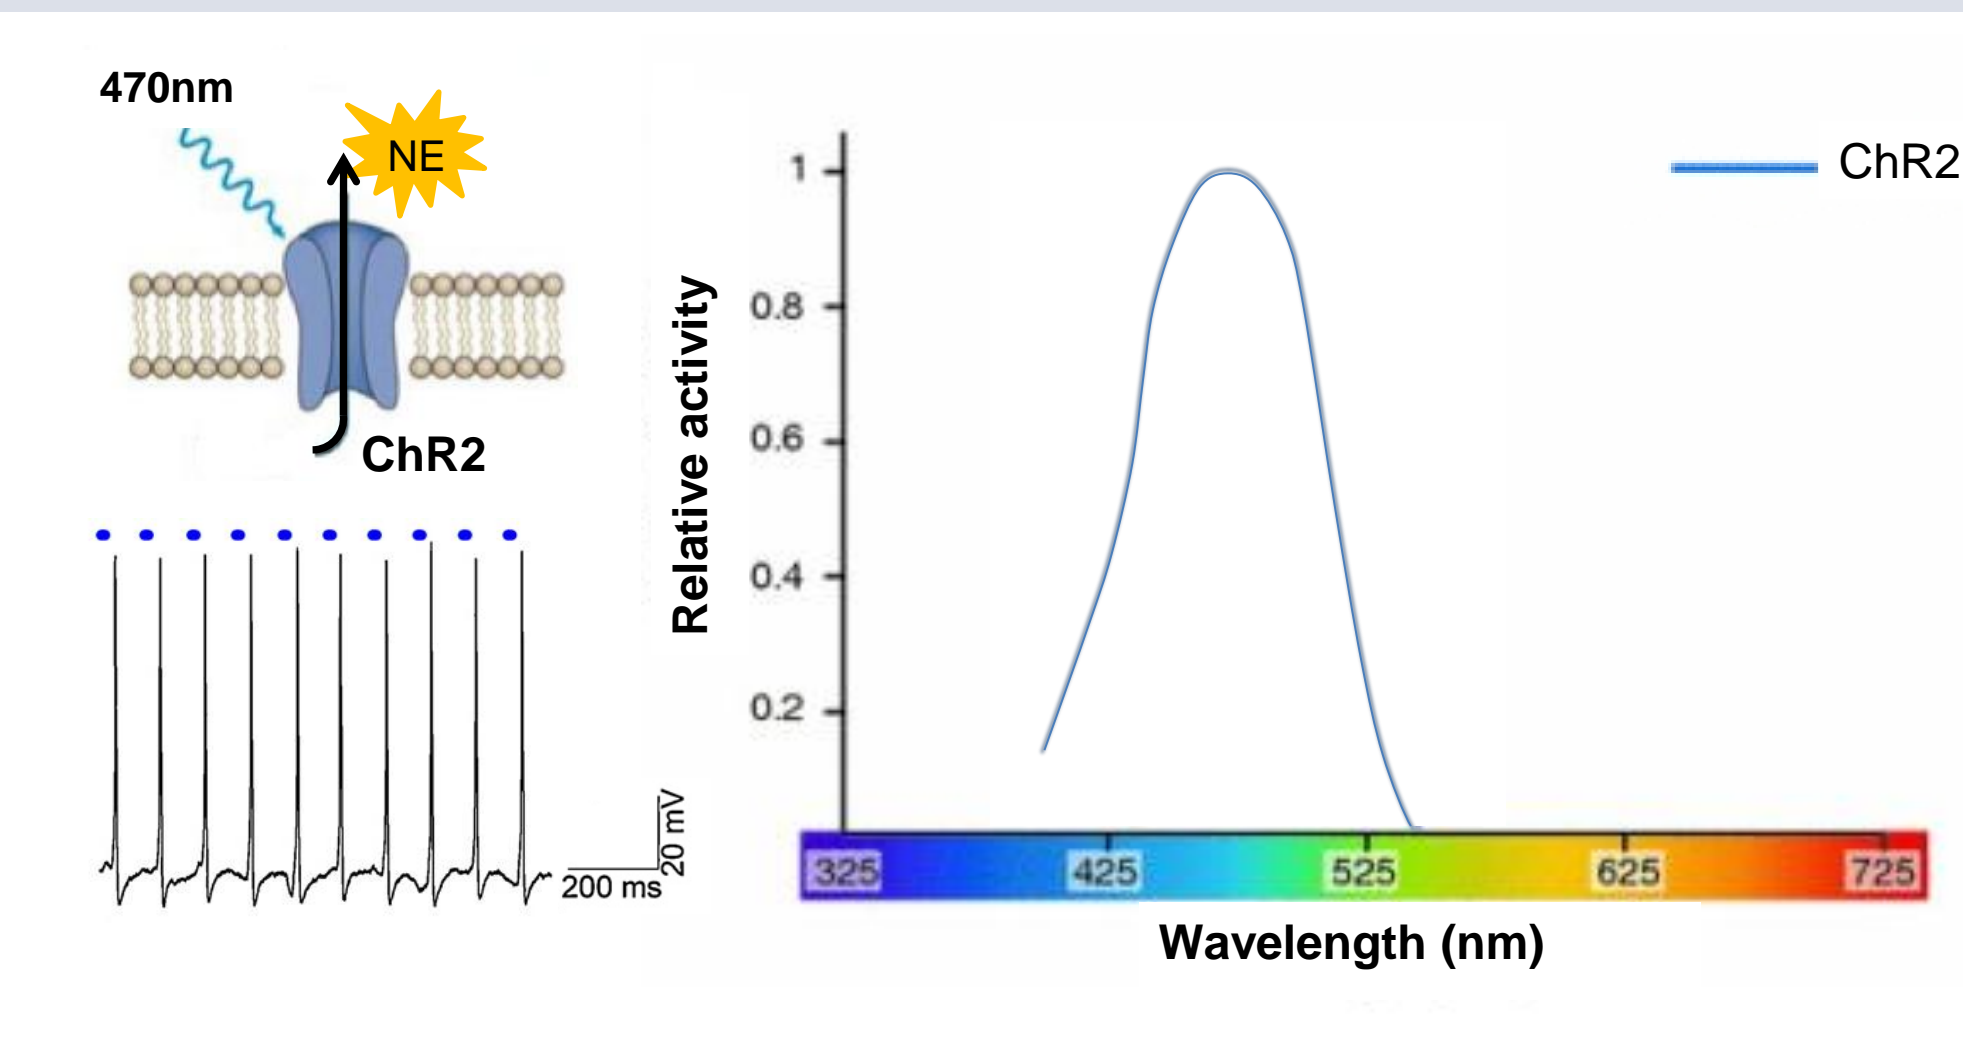 470nm
NE
ChR2
200 ms
20 mV
Relative activity
1
0.8
0.6
0.4
0.2
325 425 525 625 725
Wavelength (nm)
ChR2